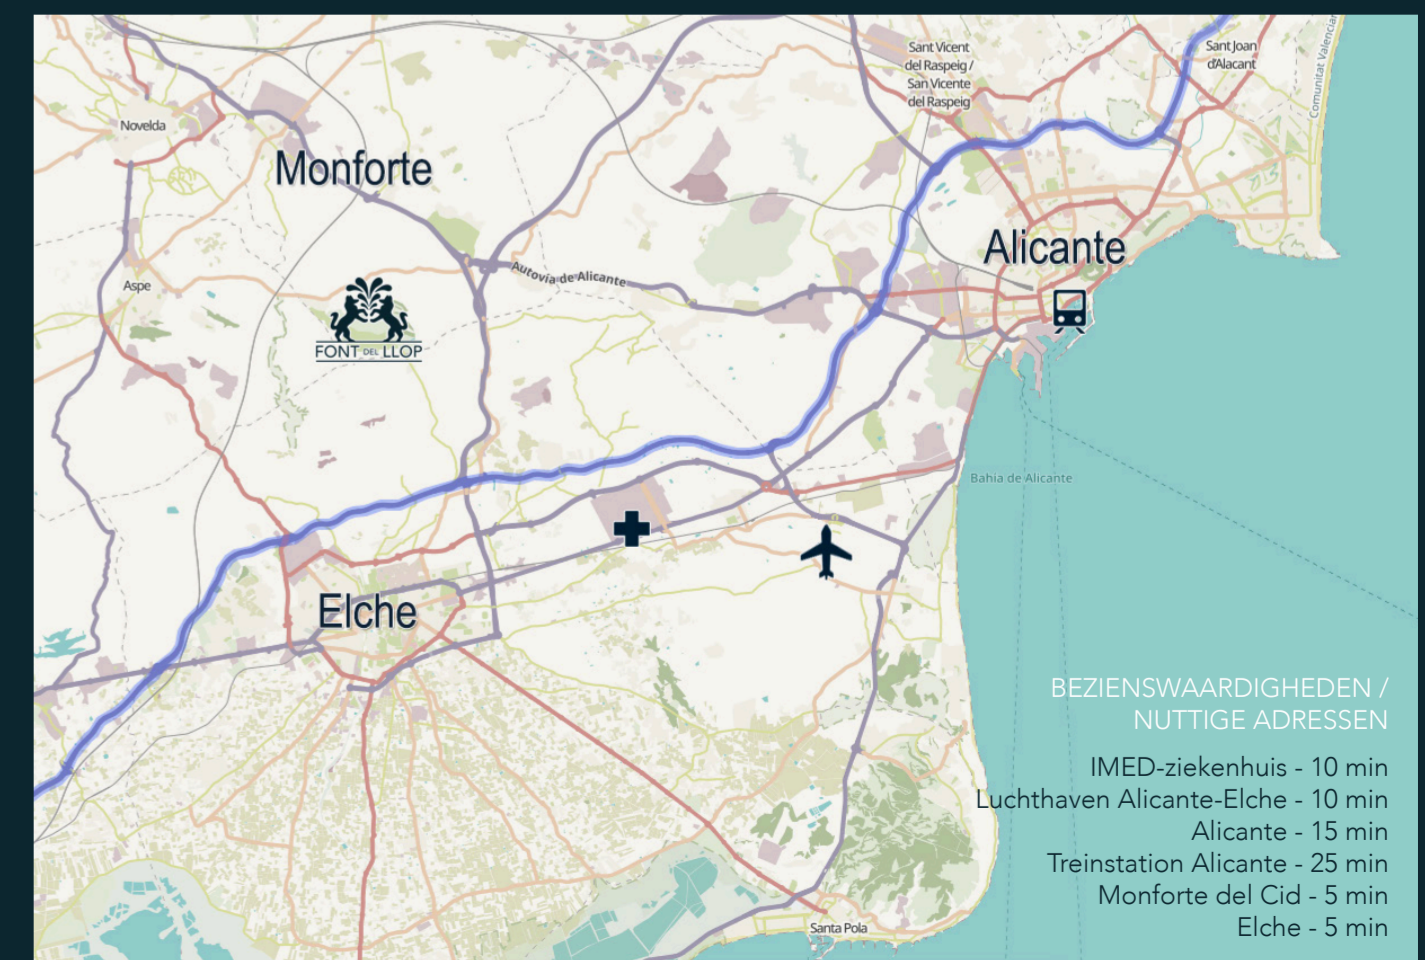 Sant Vicent
del Raspeig /
San Vicente
del Raspeig
Sant Joan
d'Alacant
Comunitat Valencian
Novelda
Monforte
Alicante
Autovía de Alicante
Aspe
FONT DEL LLOP
Bahia de Alicante
Elche
BEZIENSWAARDIGHEDEN /
NUTTIGE ADRESSEN
IMED-ziekenhuis - 10 min
Luchthaven Alicante-Elche - 10 min
Alicante - 15 min
Treinstation Alicante - 25 min
Monforte del Cid - 5 min
Elche - 5 min
Santa Pola